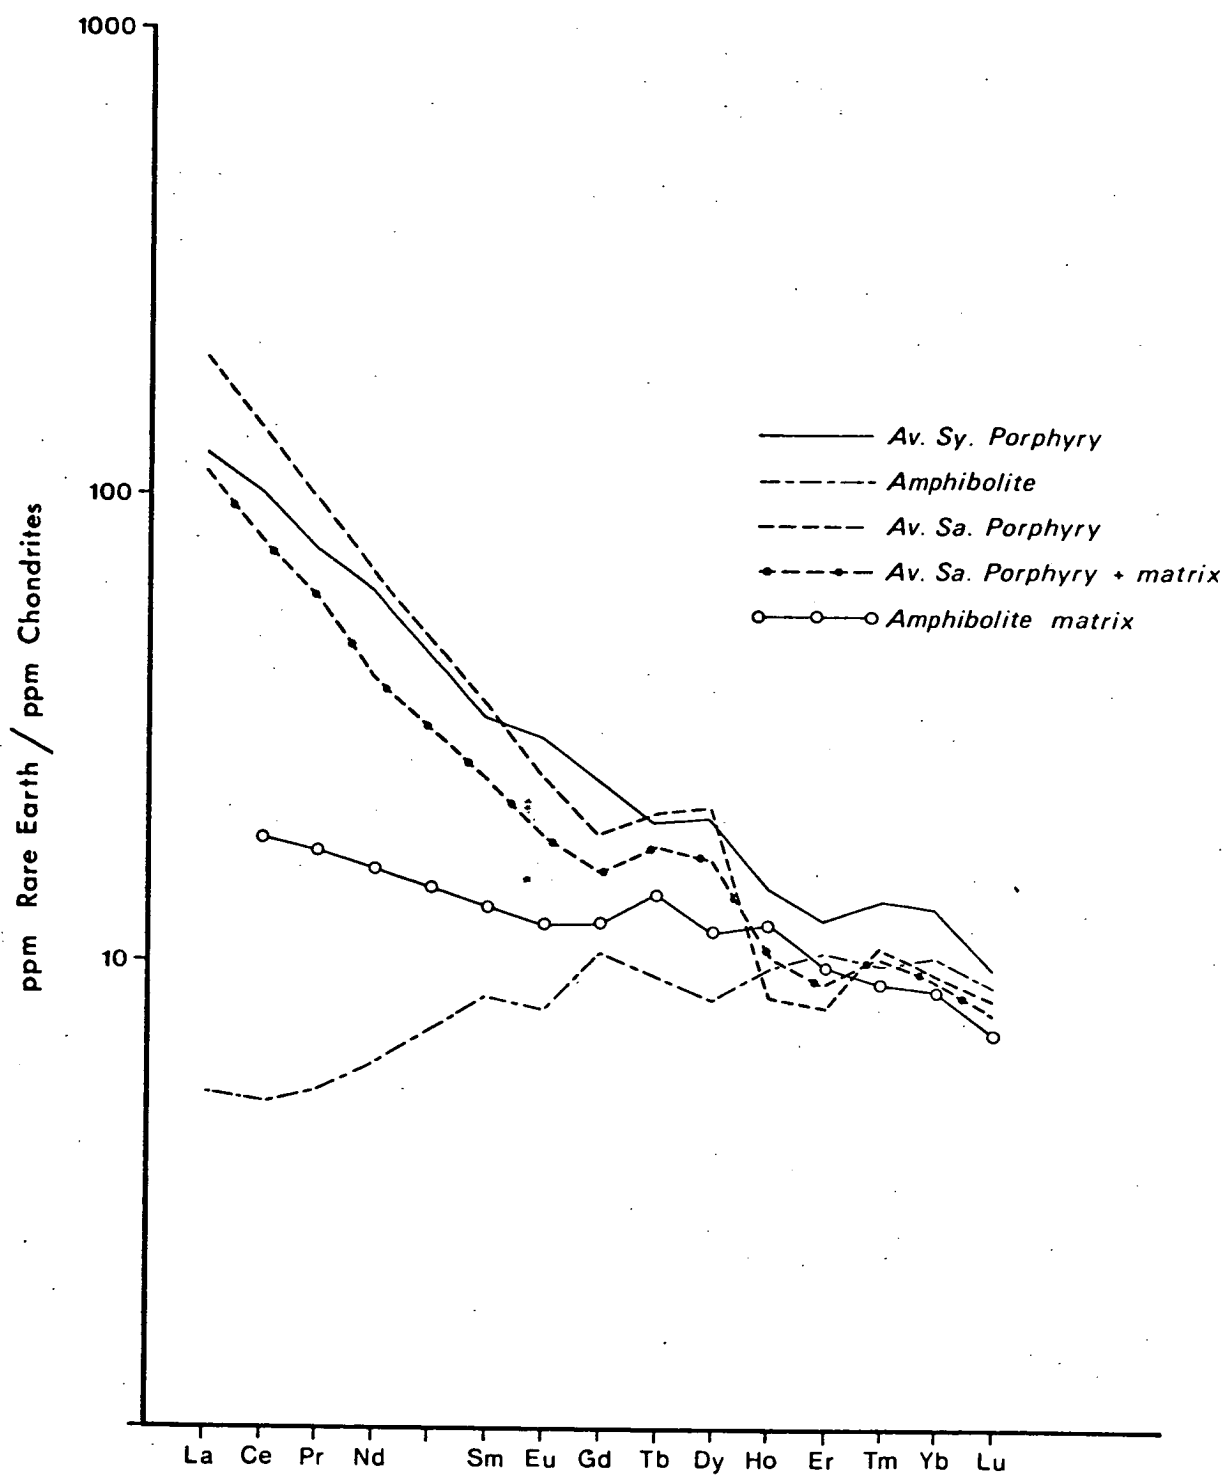 1000
100
10
ppm Rare Earth / ppm Chondrites
Av. Sy. Porphyry
Amphibolite
Av. Sa. Porphyry
Av. Sa. Porphyry + matrix
Amphibolite matrix
La Ce Pr Nd Sm Eu Gd Tb Dy Ho Er Tm Yb Lu